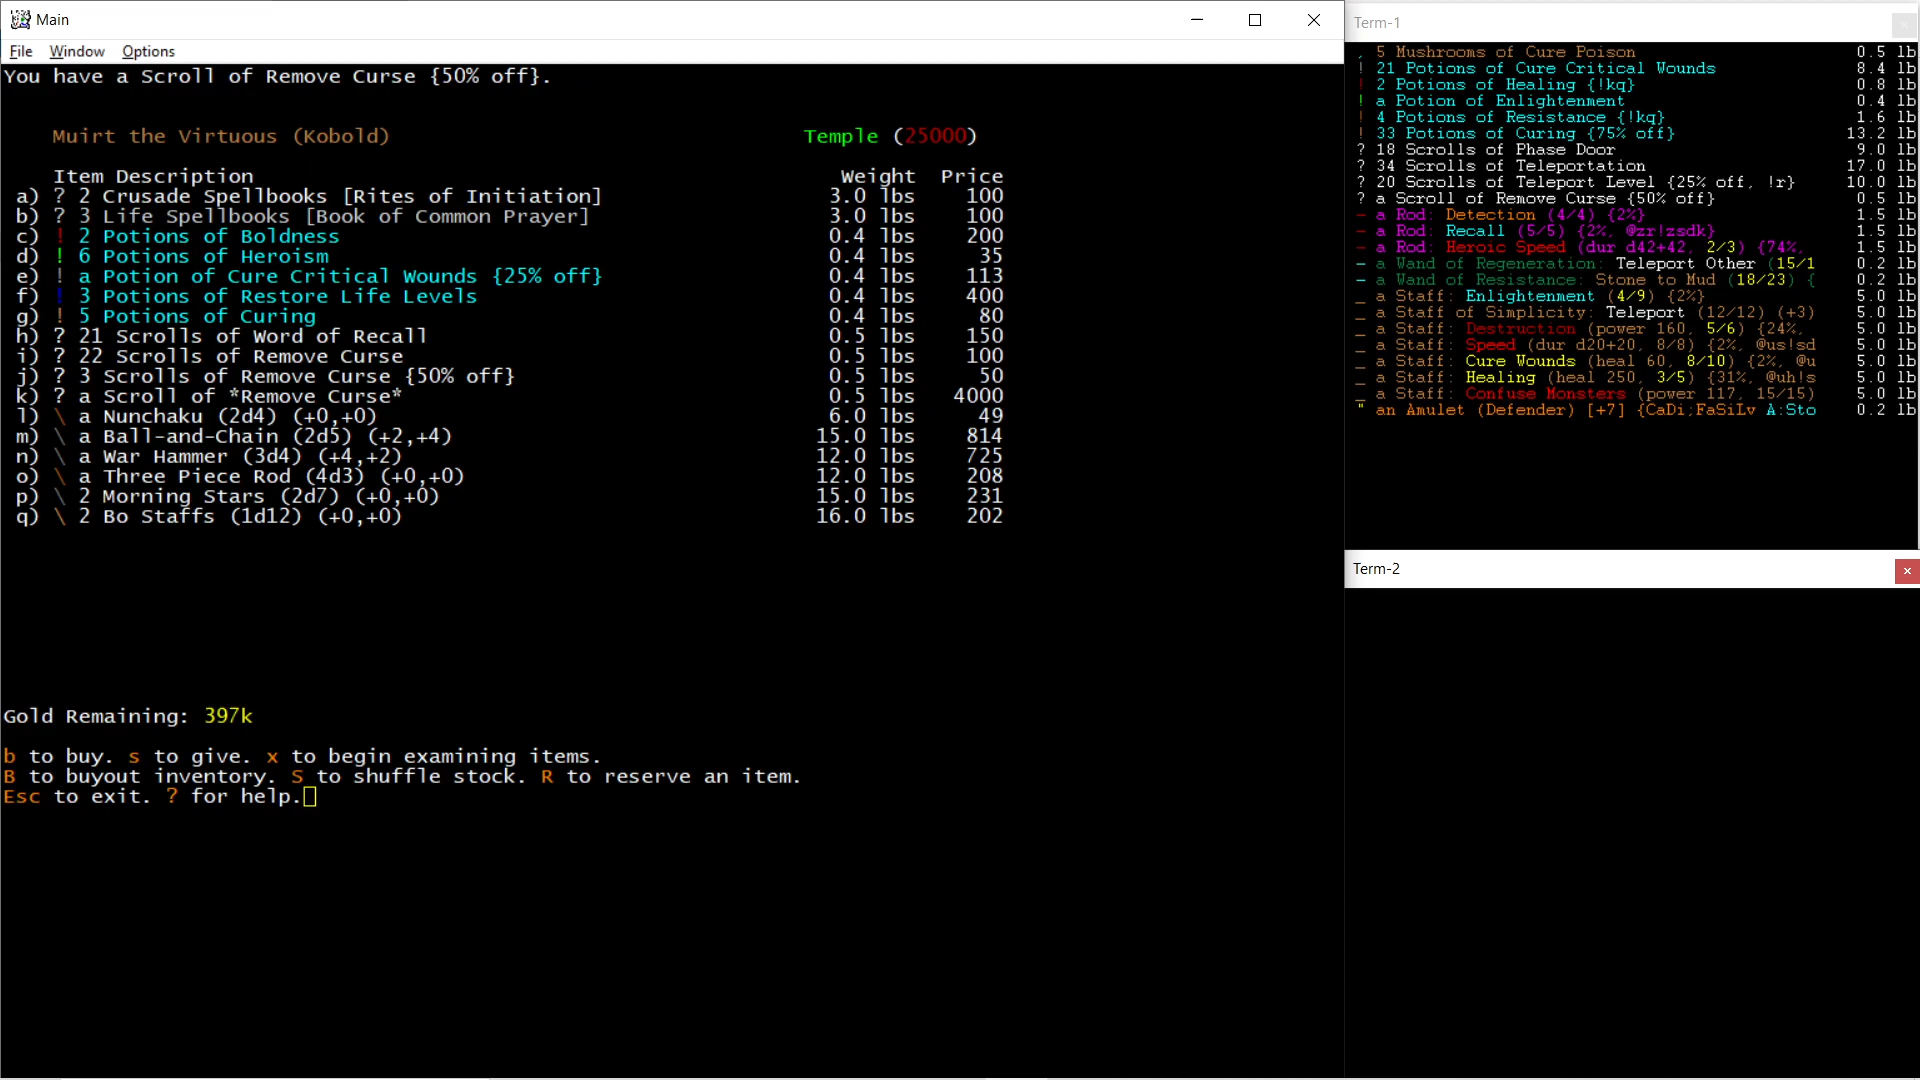 Main
File Window Options
You have a Scroll of Remove Curse {50% off}.
Muirt the Virtuous (Kobold) Temple (25000)
Item Description Weight Price
a) ? 2 Crusade Spellbooks [Rites of Initiation] 3.0 lbs 100
b) ? 3 Life Spellbooks [Book of Common Prayer] 3.0 lbs 100
c) ! 2 Potions of Boldness 0.4 lbs 200
d) ! 6 Potions of Heroism 0.4 lbs 35
e) ! a Potion of Cure Critical Wounds {25% off} 0.4 lbs 113
f) ! 3 Potions of Restore Life Levels 0.4 lbs 400
g) ! 5 Potions of Curing 0.4 lbs 80
h) ? 21 Scrolls of Word of Recall 0.5 lbs 150
i) ? 22 Scrolls of Remove Curse 0.5 lbs 100
j) ? 3 Scrolls of Remove Curse {50% off} 0.5 lbs 50
k) ? a Scroll of *Remove Curse* 0.5 lbs 4000
l) \ a Nunchaku (2d4) (+0,+0) 6.0 lbs 49
m) \ a Ball-and-Chain (2d5) (+2,+4) 15.0 lbs 814
n) \ a War Hammer (3d4) (+4,+2) 12.0 lbs 725
o) \ a Three Piece Rod (4d3) (+0,+0) 12.0 lbs 208
p) \ 2 Morning Stars (2d7) (+0,+0) 15.0 lbs 231
q) \ 2 Bo Staffs (1d12) (+0,+0) 16.0 lbs 202
Gold Remaining: 397k
b to buy. s to give. x to begin examining items.
B to buyout inventory. S to shuffle stock. R to reserve an item.
Esc to exit. ? for help.
Term-1
, 5 Mushrooms of Cure Poison 0.5 lb
! 21 Potions of Cure Critical Wounds 8.4 lb
! 2 Potions of Healing {!kq} 0.8 lb
! a Potion of Enlightenment 0.4 lb
! 4 Potions of Resistance {!kq} 1.6 lb
! 33 Potions of Curing {75% off} 13.2 lb
? 18 Scrolls of Phase Door 9.0 lb
? 34 Scrolls of Teleportation 17.0 lb
? 20 Scrolls of Teleport Level {25% off, !r} 10.0 lb
? a Scroll of Remove Curse {50% off} 0.5 lb
- a Rod: Detection (4/4) {2%} 1.5 lb
- a Rod: Recall (5/5) {2%, @zr!zsdk} 1.5 lb
- a Rod: Heroic Speed (dur d42+42, 2/3) {74%, 1.5 lb
- a Wand of Regeneration: Teleport Other (15/1 0.2 lb
- a Wand of Resistance: Stone to Mud (18/23) { 0.2 lb
_ a Staff: Enlightenment (4/9) {2%} 5.0 lb
_ a Staff of Simplicity: Teleport (12/12) (+3) 5.0 lb
_ a Staff: Destruction (power 160, 5/6) {24%, 5.0 lb
_ a Staff: Speed (dur d20+20, 8/8) {2%, @us!sd 5.0 lb
_ a Staff: Cure Wounds (heal 60, 8/10) {2%, @u 5.0 lb
_ a Staff: Healing (heal 250, 3/5) {31%, @uh!s 5.0 lb
_ a Staff: Confuse Monsters (power 117, 15/15) 5.0 lb
" an Amulet (Defender) [+7] {CaDi;FaSiLv A:Sto 0.2 lb
Term-2